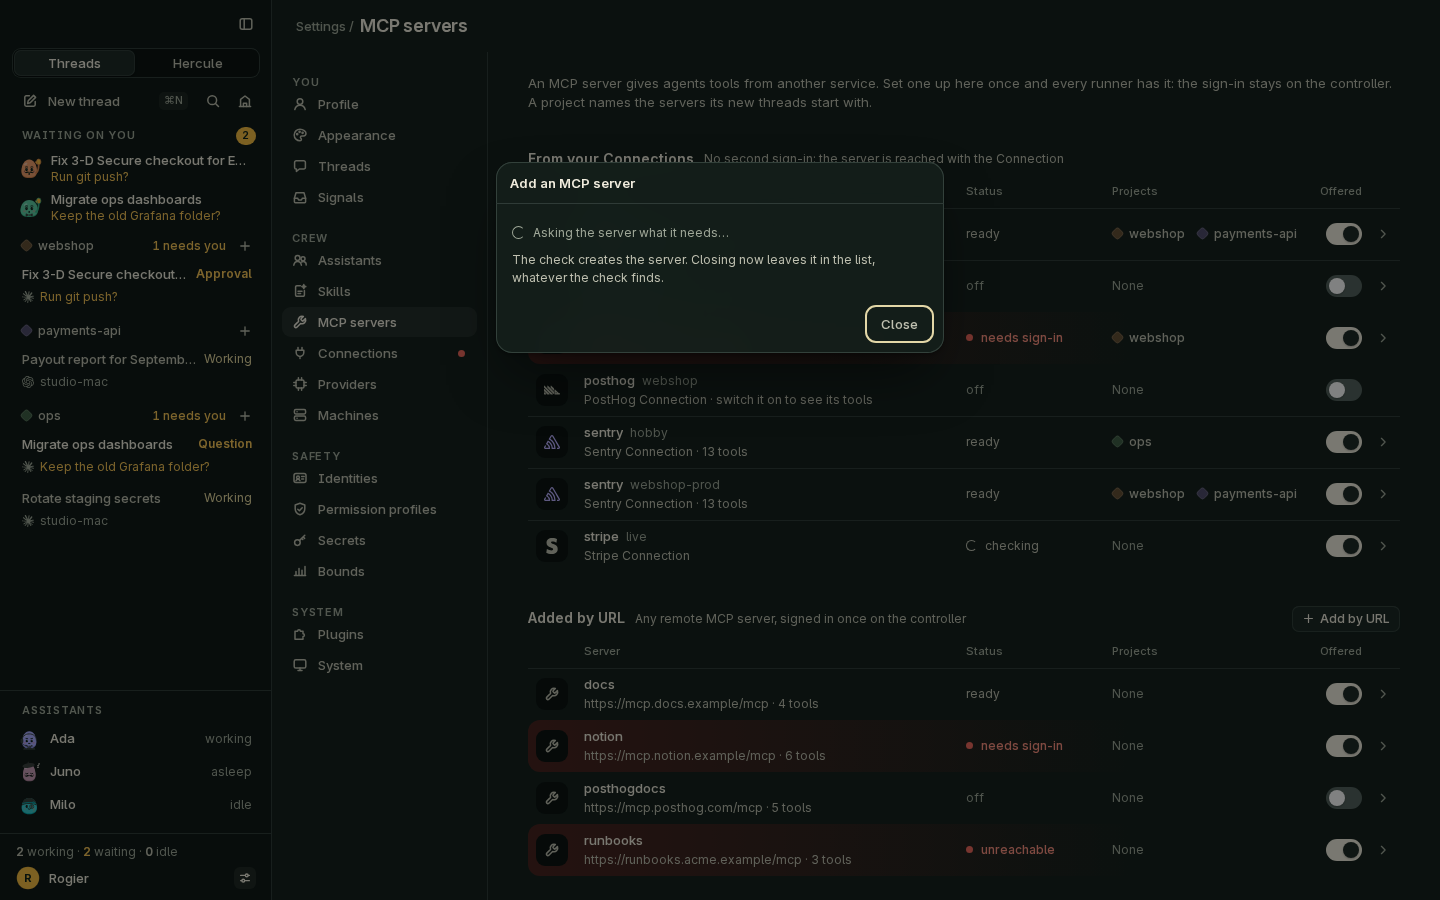 Threads
Hercule
New thread
⌘N
WAITING ON YOU
2
Fix 3-D Secure checkout for E…
Run git push?
Migrate ops dashboards
Keep the old Grafana folder?
webshop
1 needs you
Fix 3-D Secure checkout…
Approval
Run git push?
payments-api
Payout report for Septemb…
Working
studio-mac
ops
1 needs you
Migrate ops dashboards
Question
Keep the old Grafana folder?
Rotate staging secrets
Working
studio-mac
ASSISTANTS
Ada
working
Juno
asleep
Milo
idle
2 working · 2 waiting · 0 idle
R
Rogier
Settings / MCP servers
YOU
Profile
Appearance
Threads
Signals
CREW
Assistants
Skills
MCP servers
Connections
Providers
Machines
SAFETY
Identities
Permission profiles
Secrets
Bounds
SYSTEM
Plugins
System
An MCP server gives agents tools from another service. Set one up here once and every runner has it: the sign-in stays on the controller.
A project names the servers its new threads start with.
From your Connections
No second sign-in: the server is reached with the Connection
Status
Projects
Offered
ready
webshop
payments-api
off
None
needs sign-in
webshop
Add an MCP server
Asking the server what it needs…
The check creates the server. Closing now leaves it in the list,
whatever the check finds.
Close
posthog webshop
PostHog Connection · switch it on to see its tools
off
None
sentry hobby
Sentry Connection · 13 tools
ready
ops
sentry webshop-prod
Sentry Connection · 13 tools
ready
webshop
payments-api
stripe live
Stripe Connection
checking
None
Added by URL
Any remote MCP server, signed in once on the controller
Add by URL
Server
Status
Projects
Offered
docs
https://mcp.docs.example/mcp · 4 tools
ready
None
notion
https://mcp.notion.example/mcp · 6 tools
needs sign-in
None
posthogdocs
https://mcp.posthog.com/mcp · 5 tools
off
None
runbooks
https://runbooks.acme.example/mcp · 3 tools
unreachable
None